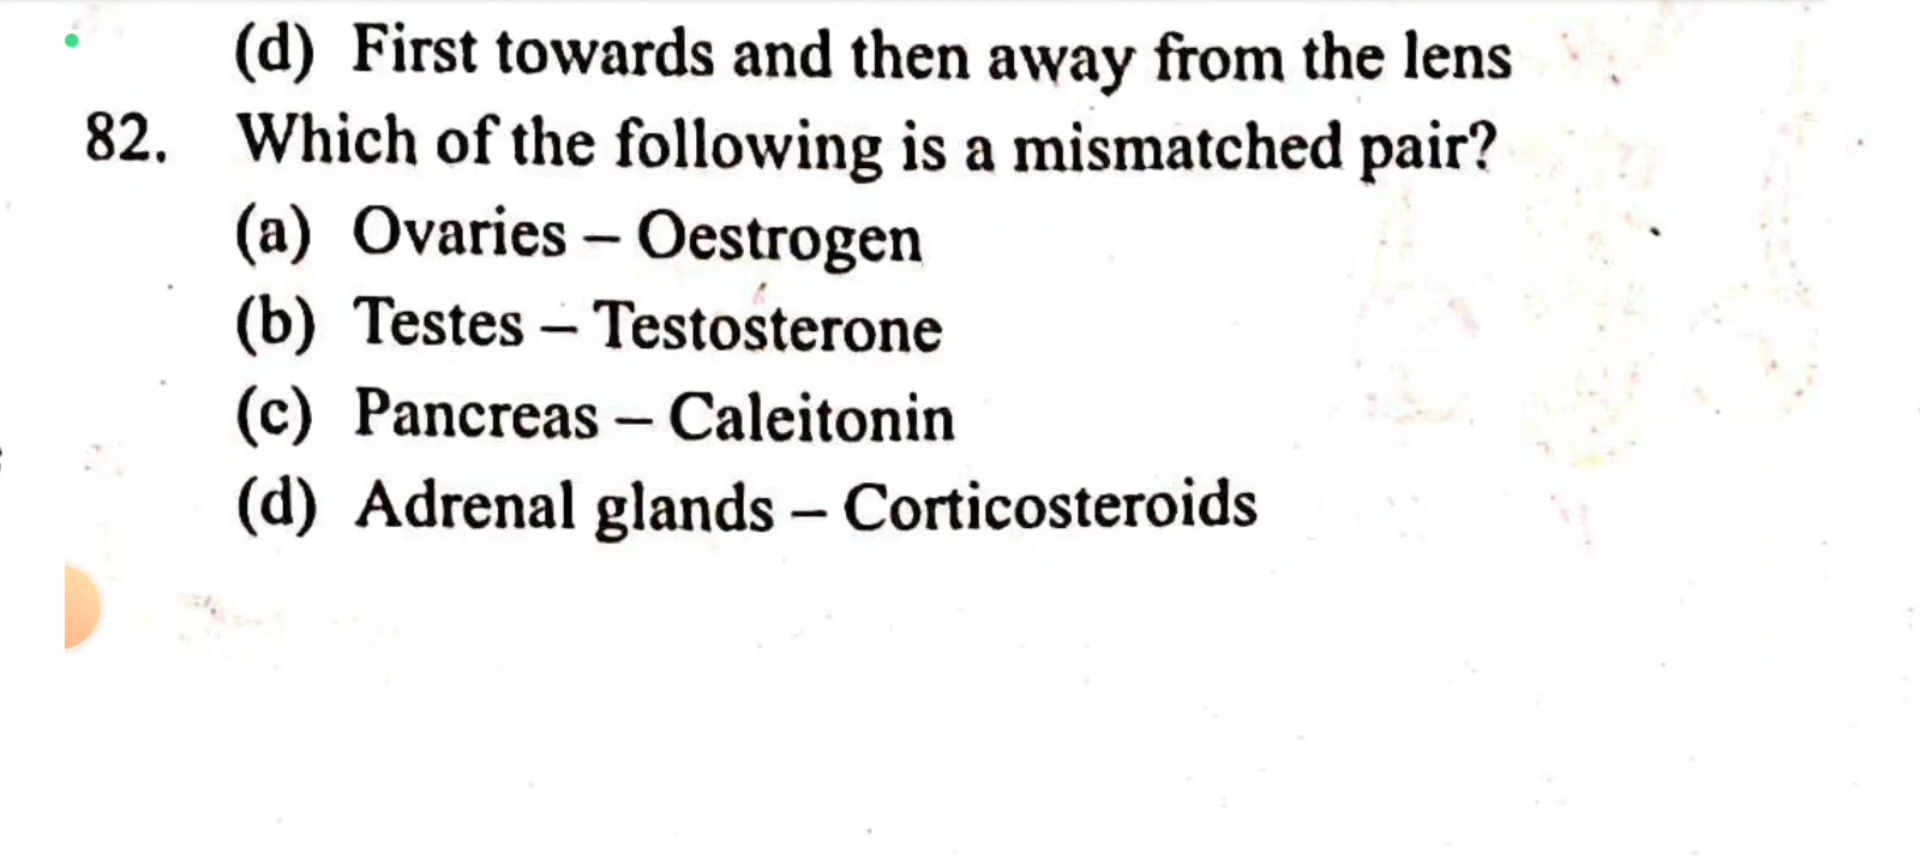 (d) First towards and then away from the lens
82. Which of the following is a mismatched pair?
(a) Ovaries – Oestrogen
(b) Testes – Testosterone
(c) Pancreas – Caleitonin
(d) Adrenal glands – Corticosteroids